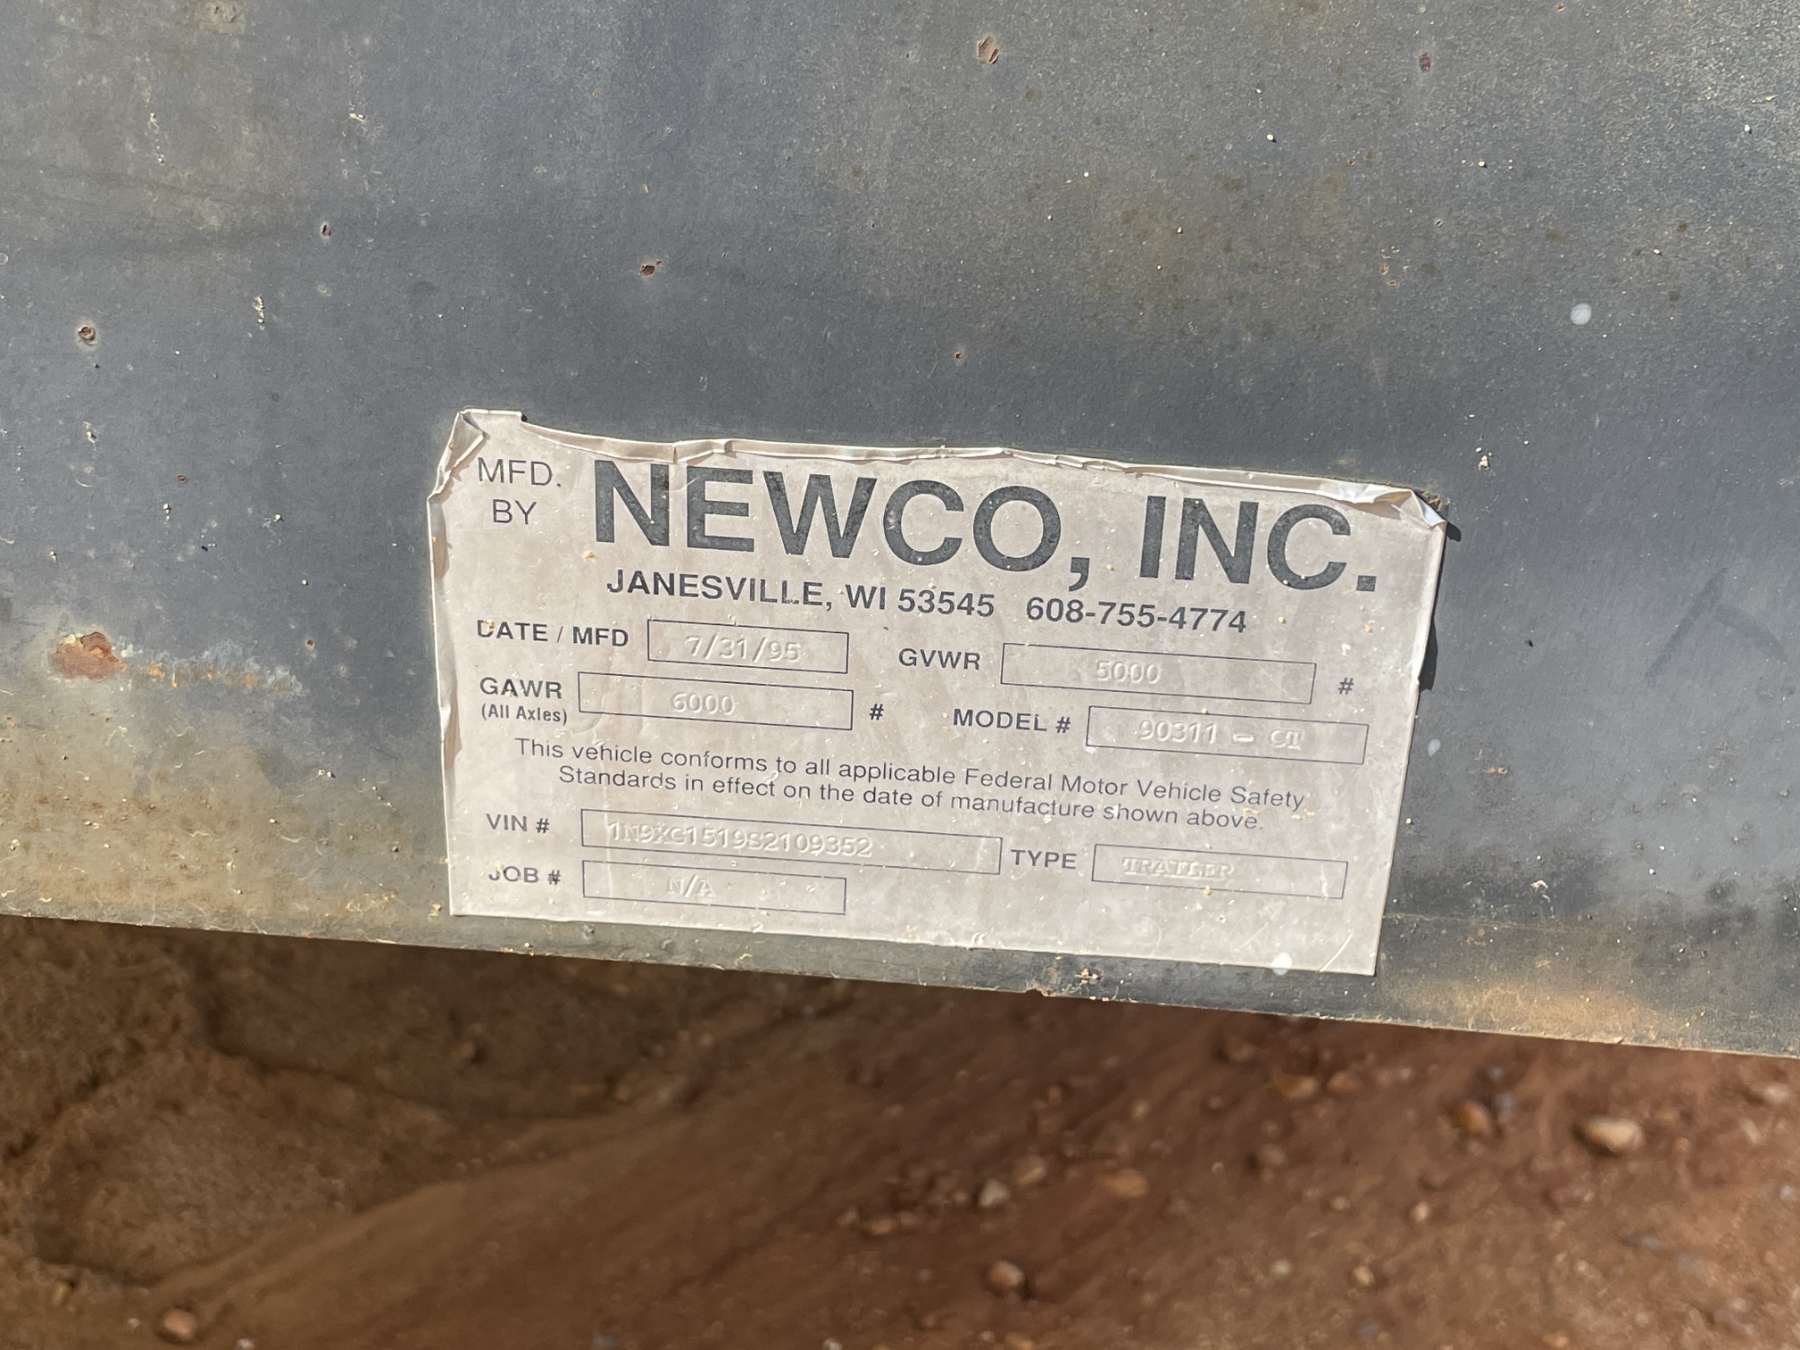 MFD. BY NEWCO, INC.
JANESVILLE, WI 53545 608-755-4774
DATE / MFD 7/31/95 GVWR 5000 #
GAWR (All Axles) 6000 # MODEL # 90311 - CT
This vehicle conforms to all applicable Federal Motor Vehicle Safety
Standards in effect on the date of manufacture shown above.
VIN # 1N9XG1519S2109352 TYPE TRAILER
JOB # N/A